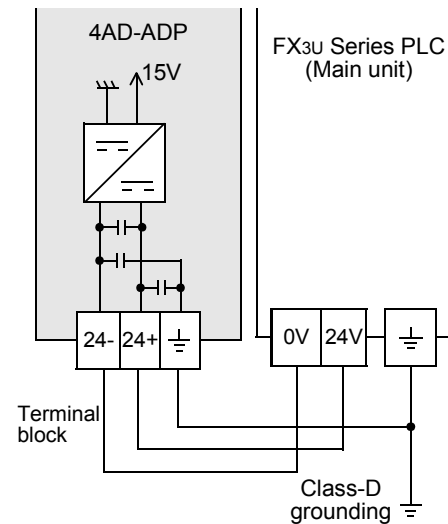 4AD-ADP
FX3U Series PLC
(Main unit)
15V
24-
24+
0V
24V
Terminal
block
Class-D
grounding